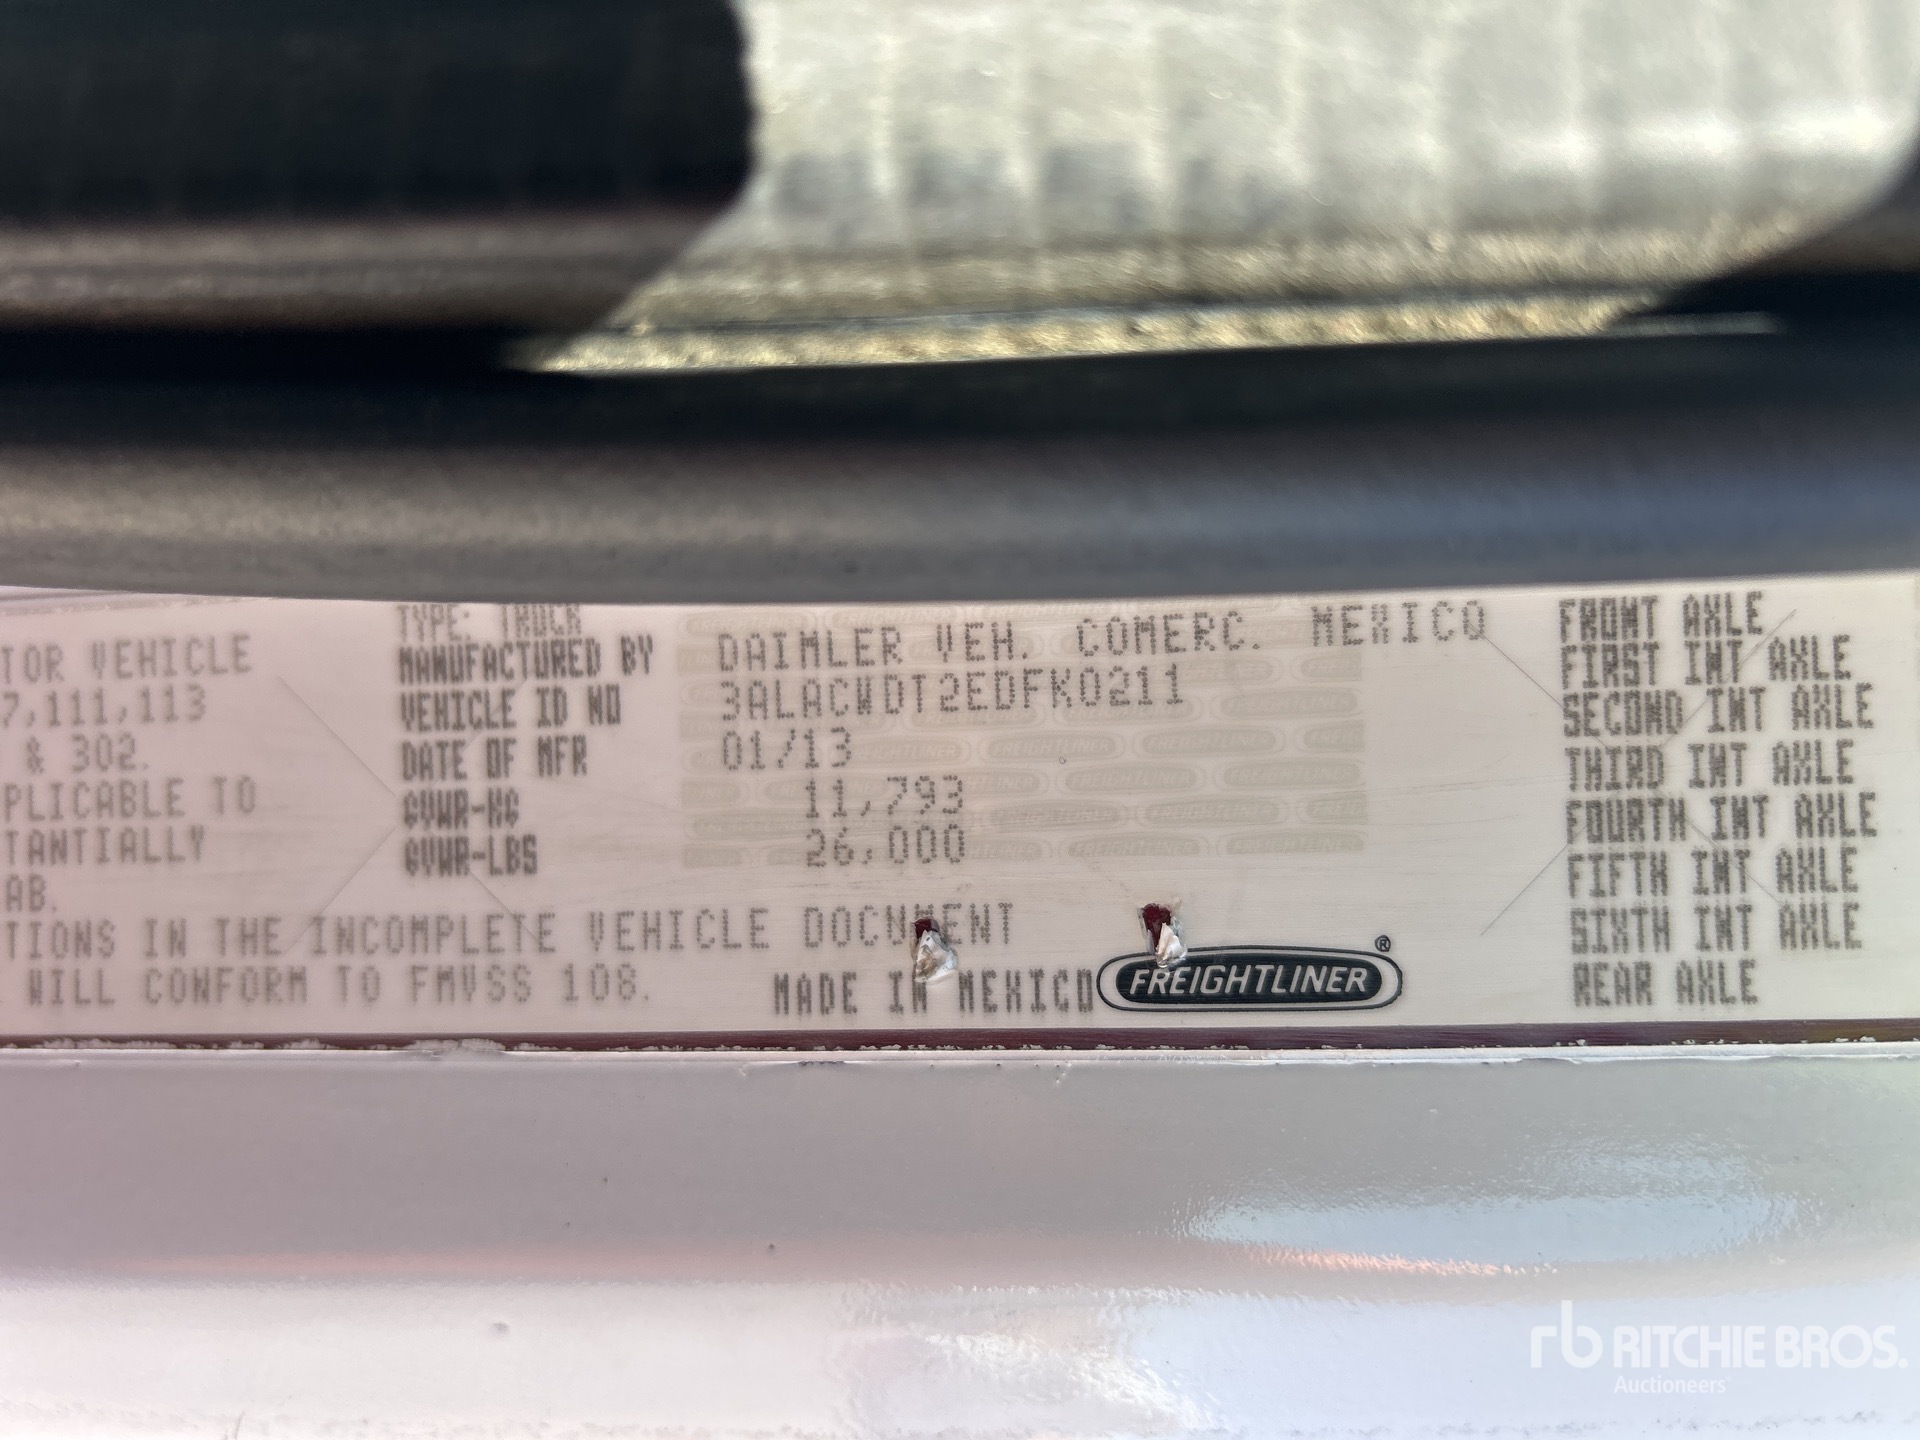 TOR VEHICLE
7,111,113
& 302.
PLICABLE TO
TANTIALLY
AB.
TIONS IN THE INCOMPLETE VEHICLE DOCUMENT
WILL CONFORM TO FMVSS 108.
TYPE: TRUCK
MANUFACTURED BY DAIMLER VEH. COMERC. MEXICO
VEHICLE ID NO 3ALACWDT2EDFK0211
DATE OF MFR 01/13
GVWR-KG 11,793
GVWR-LBS 26,000
MADE IN MEXICO
FREIGHTLINER®
FRONT AXLE
FIRST INT AXLE
SECOND INT AXLE
THIRD INT AXLE
FOURTH INT AXLE
FIFTH INT AXLE
SIXTH INT AXLE
REAR AXLE
rb RITCHIE BROS.
Auctioneers